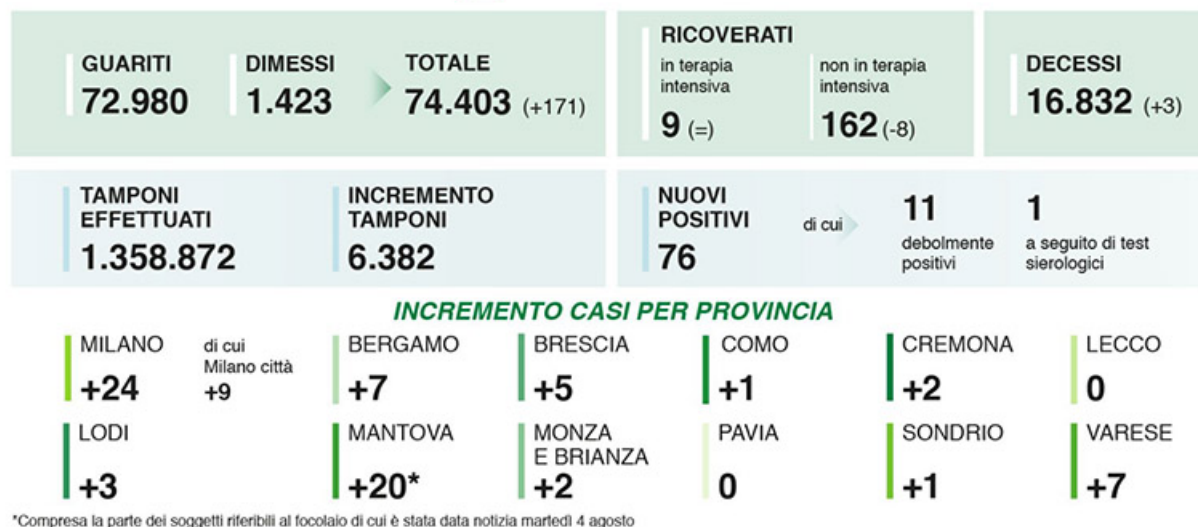 GUARITI
72.980
DIMESSI
1.423
TOTALE
74.403 (+171)
RICOVERATI
in terapia
intensiva
9 (=)
non in terapia
intensiva
162 (-8)
DECESSI
16.832 (+3)
TAMPONI
EFFETTUATI
1.358.872
INCREMENTO
TAMPONI
6.382
NUOVI
POSITIVI
76
di cui
11
debolmente
positivi
1
a seguito di test
sierologici
INCREMENTO CASI PER PROVINCIA
MILANO
+24
di cui
Milano città
+9
BERGAMO
+7
BRESCIA
+5
COMO
+1
CREMONA
+2
LECCO
0
LODI
+3
MANTOVA
+20*
MONZA
E BRIANZA
+2
PAVIA
0
SONDRIO
+1
VARESE
+7
*Compresa la parte dei soggetti riferibili al focolaio di cui è stata data notizia martedì 4 agosto